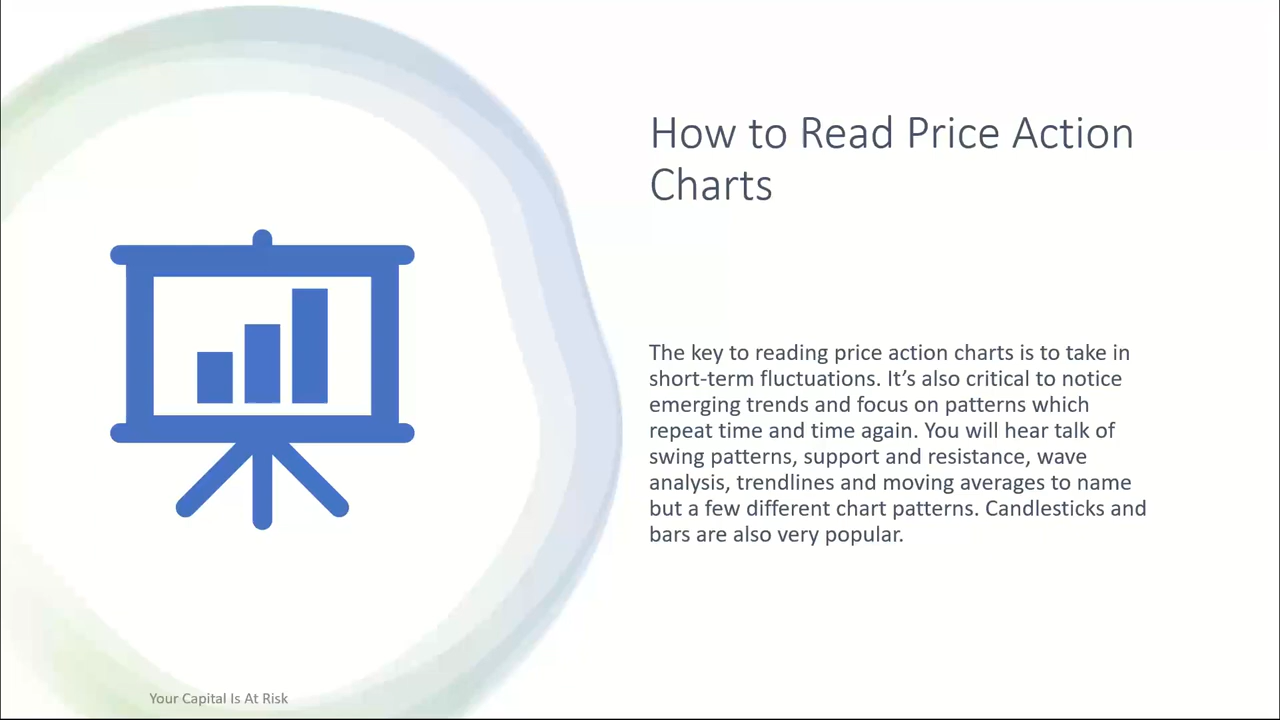 How to Read Price Action
Charts
The key to reading price action charts is to take in
short-term fluctuations. It’s also critical to notice
emerging trends and focus on patterns which
repeat time and time again. You will hear talk of
swing patterns, support and resistance, wave
analysis, trendlines and moving averages to name
but a few different chart patterns. Candlesticks and
bars are also very popular.
Your Capital Is At Risk